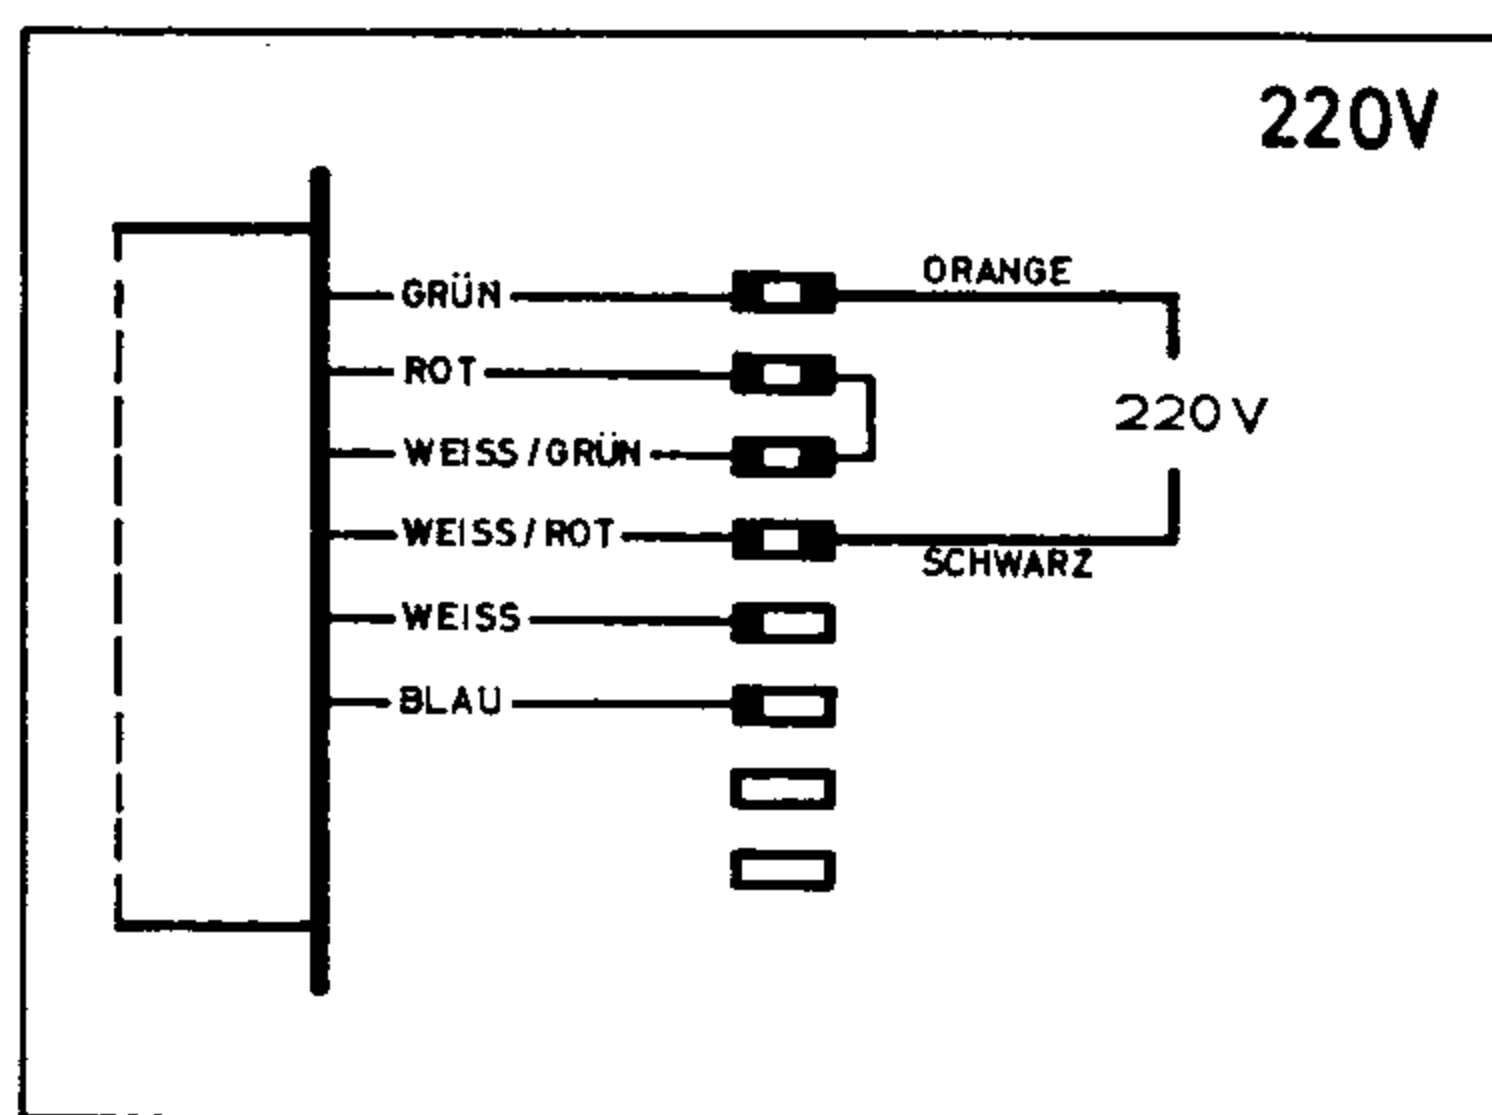 220V
ORANGE
GRÜN
ROT
220V
WEISS/GRÜN
WEISS/ROT
SCHWARZ
WEISS
BLAU